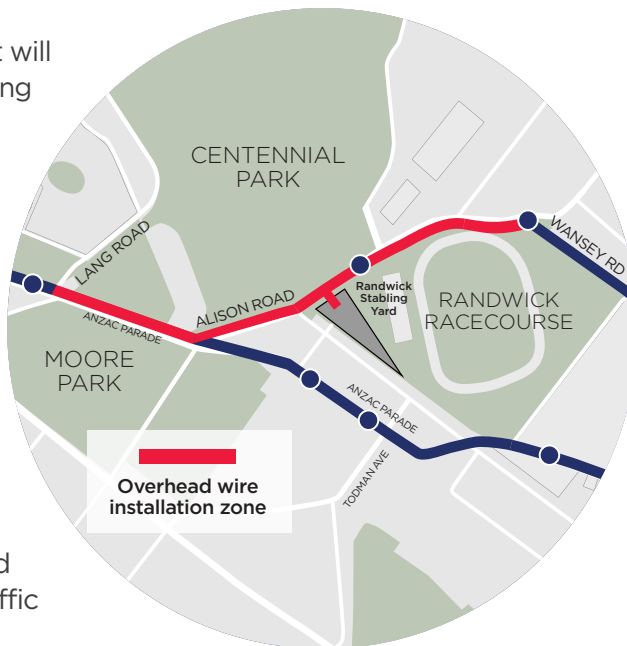 will
ng
CENTENNIAL
PARK
LANG ROAD
ALISON ROAD
WANSEY RD
Randwick
Stabling
Yard
RANDWICK
RACECOURSE
ANZAC PARADE
MOORE
PARK
ANZAC PARADE
TODMAN AVE
Overhead wire
installation zone